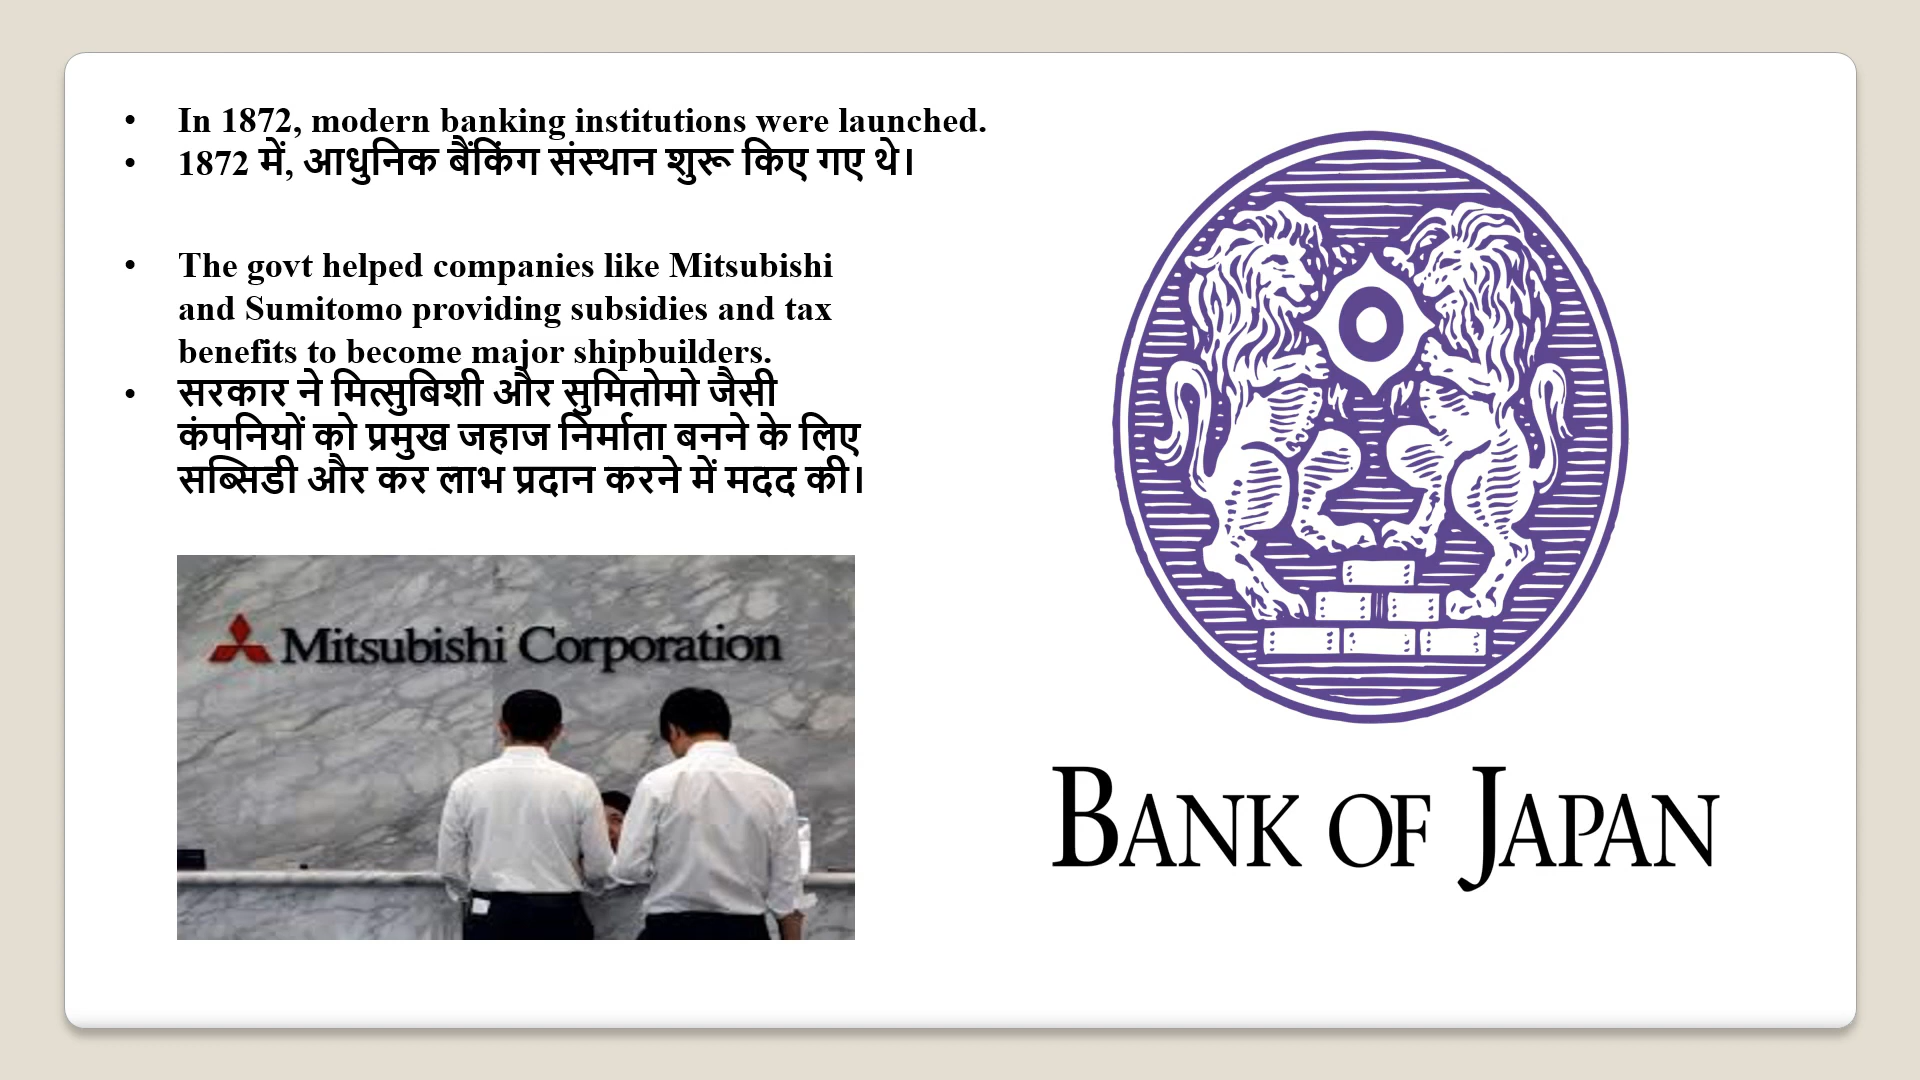 • In 1872, modern banking institutions were launched.
• 1872 में, आधुनिक बैंकिंग संस्थान शुरू किए गए थे।
• The govt helped companies like Mitsubishi
and Sumitomo providing subsidies and tax
benefits to become major shipbuilders.
• सरकार ने मित्सुबिशी और सुमितोमो जैसी
कंपनियों को प्रमुख जहाज निर्माता बनने के लिए
सब्सिडी और कर लाभ प्रदान करने में मदद की।
Mitsubishi Corporation
BANK OF JAPAN